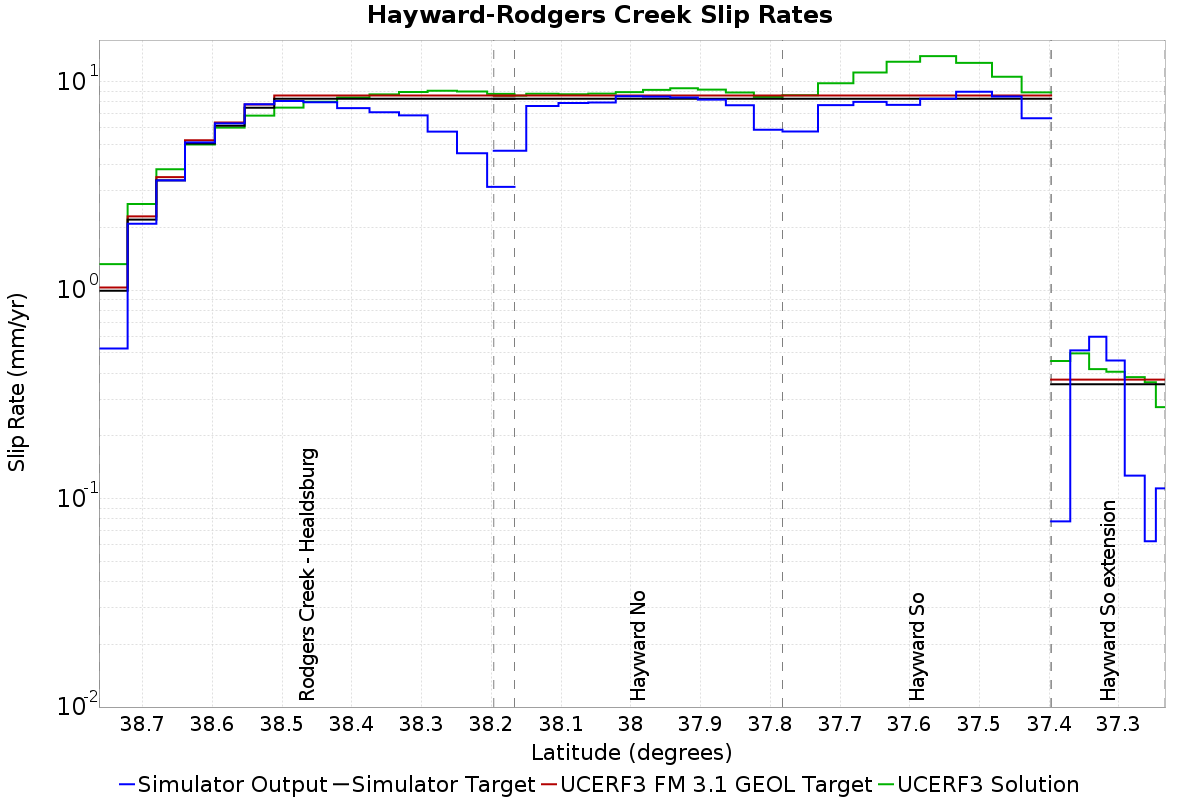 Hayward-Rodgers Creek Slip Rates
Slip Rate (mm/yr)
10^1
10^0
10^-1
10^-2
Rodgers Creek - Healdsburg
Hayward No
Hayward So
Hayward So extension
38.7 38.6 38.5 38.4 38.3 38.2 38.1 38 37.9 37.8 37.7 37.6 37.5 37.4 37.3
Latitude (degrees)
Simulator Output Simulator Target UCERF3 FM 3.1 GEOL Target UCERF3 Solution